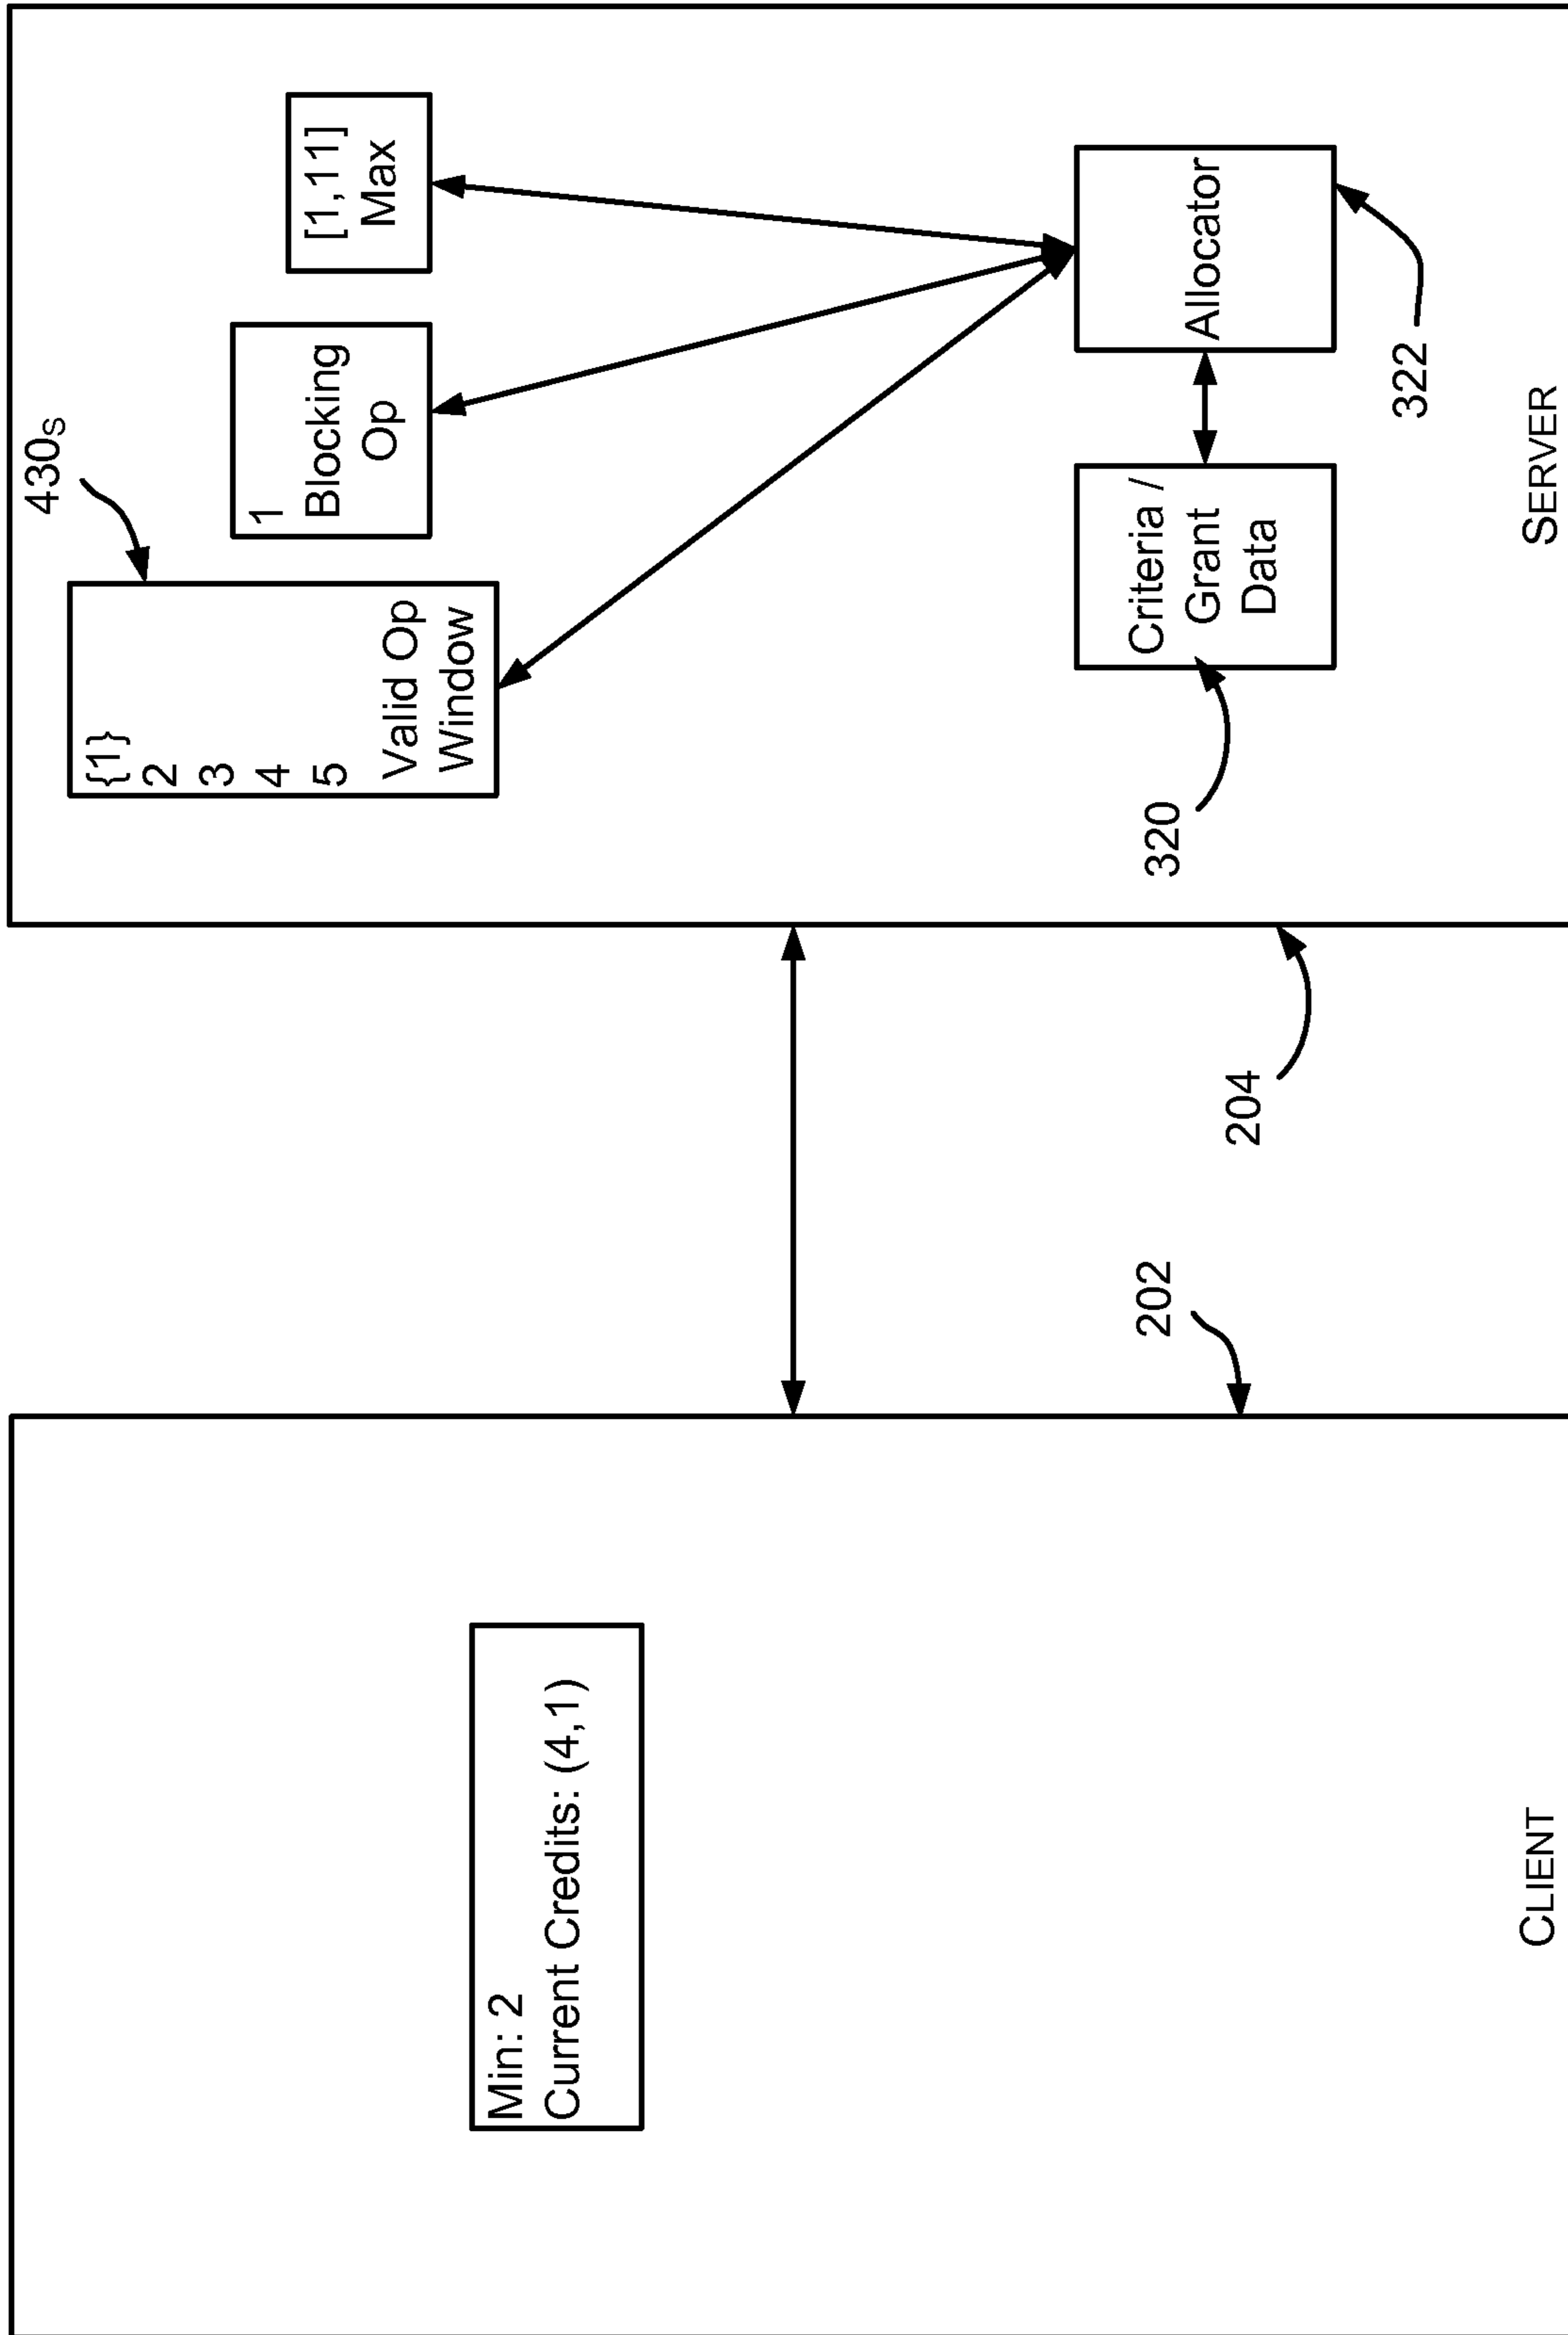 Min: 2
Current Credits: (4,1)
202
CLIENT
430S
{1}
2
3
4
5
Valid Op
Window
1
Blocking
Op
[1,11]
Max
204
320
Criteria /
Grant
Data
Allocator
322
SERVER